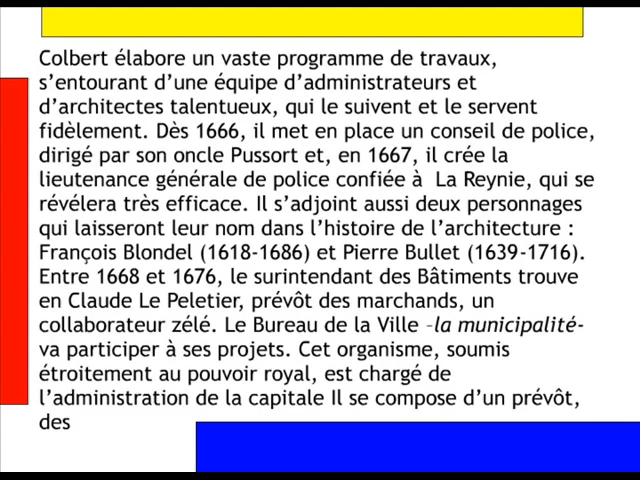 Colbert élabore un vaste programme de travaux,
s’entourant d’une équipe d’administrateurs et
d’architectes talentueux, qui le suivent et le servent
fidèlement. Dès 1666, il met en place un conseil de police,
dirigé par son oncle Pussort et, en 1667, il crée la
lieutenance générale de police confiée à  La Reynie, qui se
révélera très efficace. Il s’adjoint aussi deux personnages
qui laisseront leur nom dans l’histoire de l’architecture :
François Blondel (1618-1686) et Pierre Bullet (1639-1716).
Entre 1668 et 1676, le surintendant des Bâtiments trouve
en Claude Le Peletier, prévôt des marchands, un
collaborateur zélé. Le Bureau de la Ville –la municipalité-
va participer à ses projets. Cet organisme, soumis
étroitement au pouvoir royal, est chargé de
l’administration de la capitale Il se compose d’un prévôt,
des